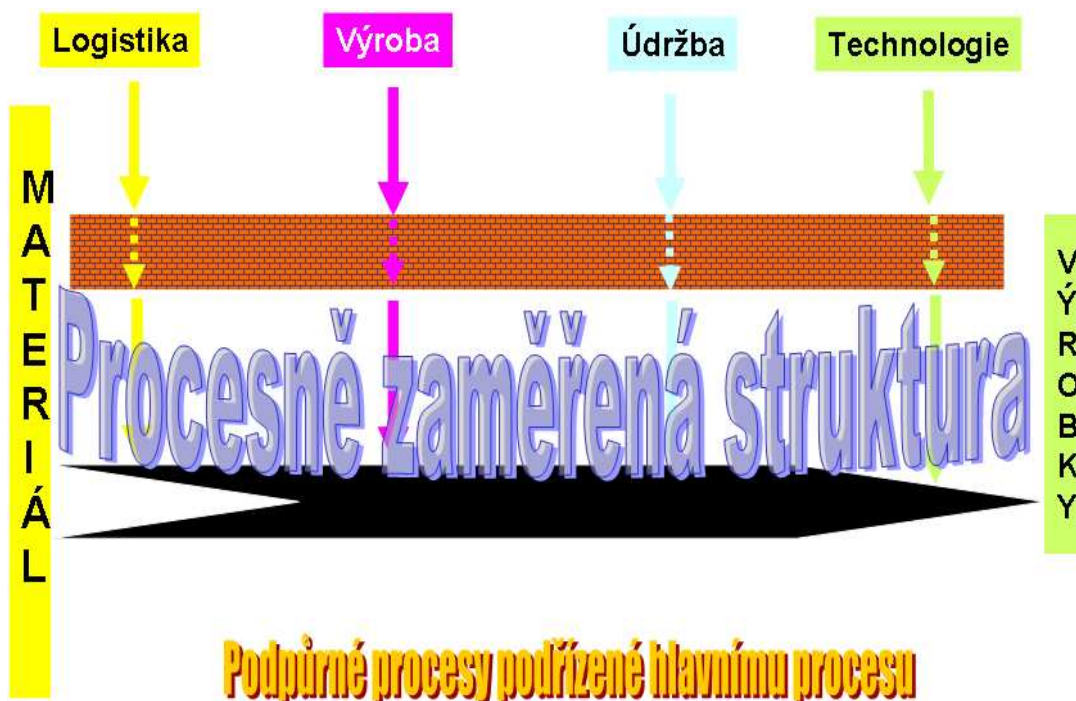 Logistika
Výroba
Údržba
Technologie
MATERIÁL
VÝROBKY
Procesně zaměřená struktura
Podpůrné procesy podřízené hlavnímu procesu